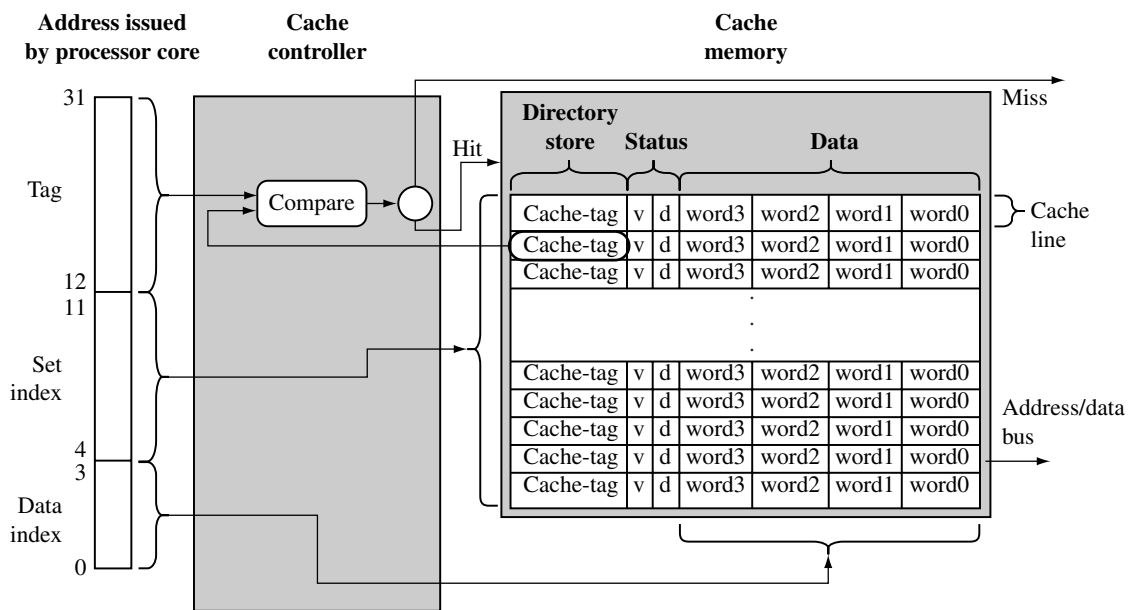 Address issued
by processor core
Cache
controller
Cache
memory
31
Tag
12
11
Set
index
4
3
Data
index
0
Compare
Hit
Miss
Directory
store
Status
Data
Cache-tag v d word3 word2 word1 word0
Cache-tag v d word3 word2 word1 word0
Cache-tag v d word3 word2 word1 word0
.
.
.
Cache-tag v d word3 word2 word1 word0
Cache-tag v d word3 word2 word1 word0
Cache-tag v d word3 word2 word1 word0
Cache-tag v d word3 word2 word1 word0
Cache-tag v d word3 word2 word1 word0
Cache
line
Address/data
bus